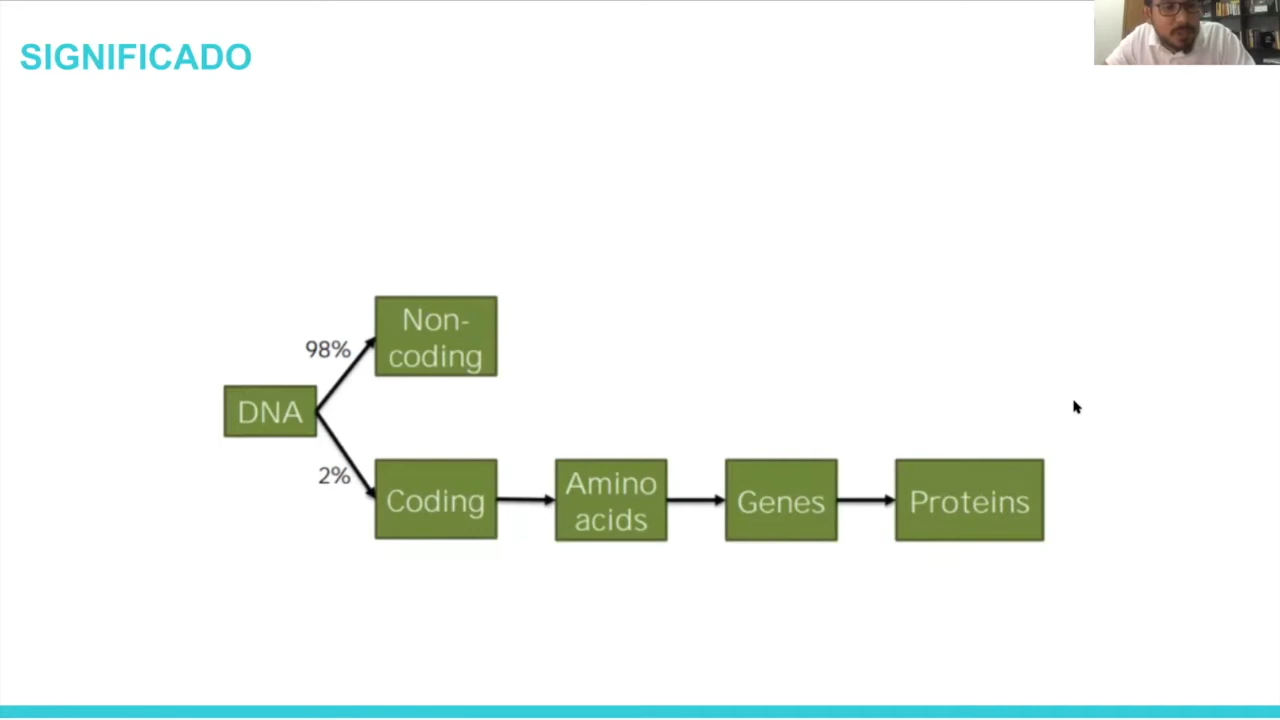 SIGNIFICADO
Non-
coding
98%
DNA
2%
Coding
Amino
acids
Genes
Proteins